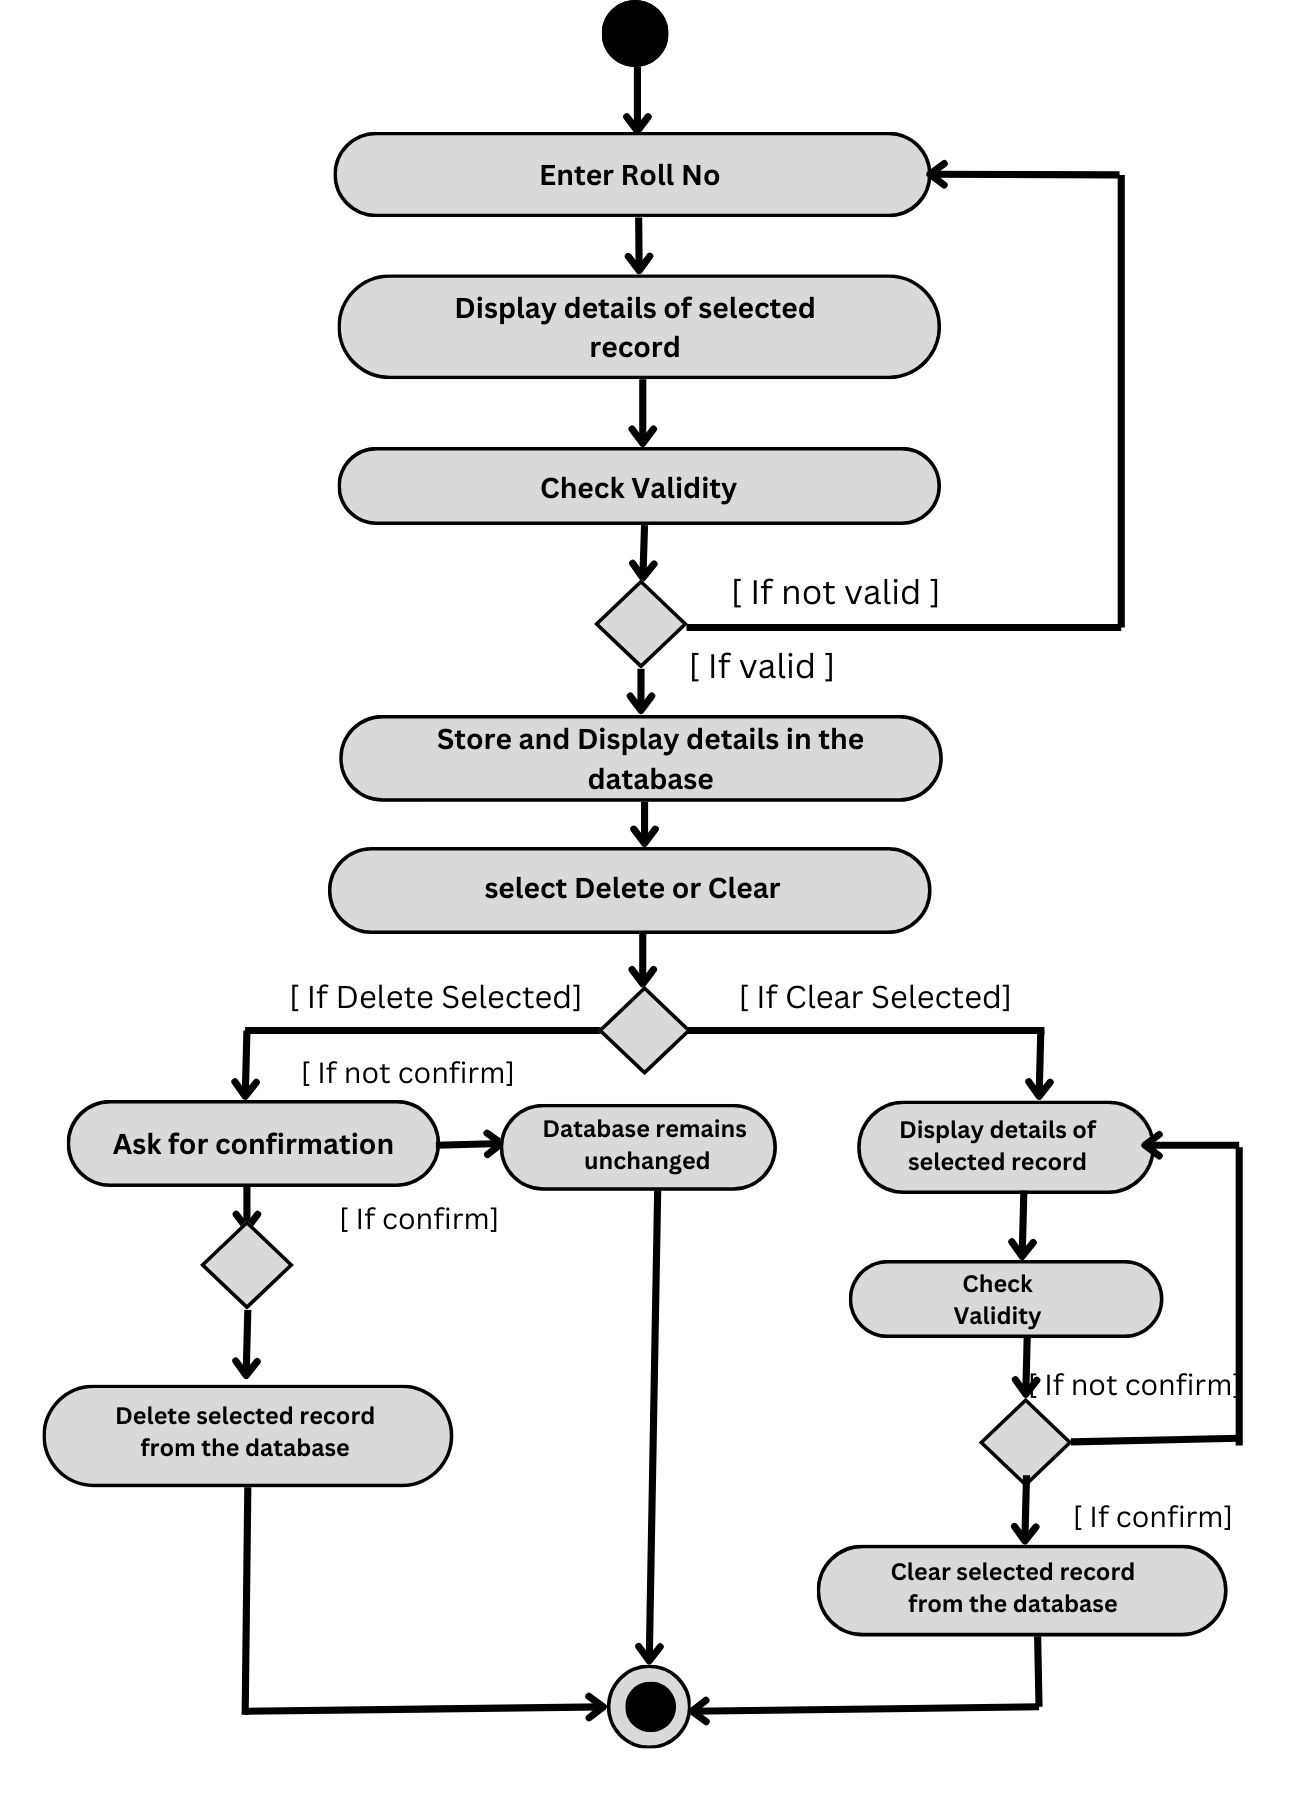 Enter Roll No
Display details of selected
record
Check Validity
[ If not valid ]
[ If valid ]
Store and Display details in the
database
select Delete or Clear
[ If Delete Selected]
[ If Clear Selected]
[ If not confirm]
Ask for confirmation
Database remains
unchanged
Display details of
selected record
[ If confirm]
Check
Validity
[ If not confirm]
Delete selected record
from the database
[ If confirm]
Clear selected record
from the database